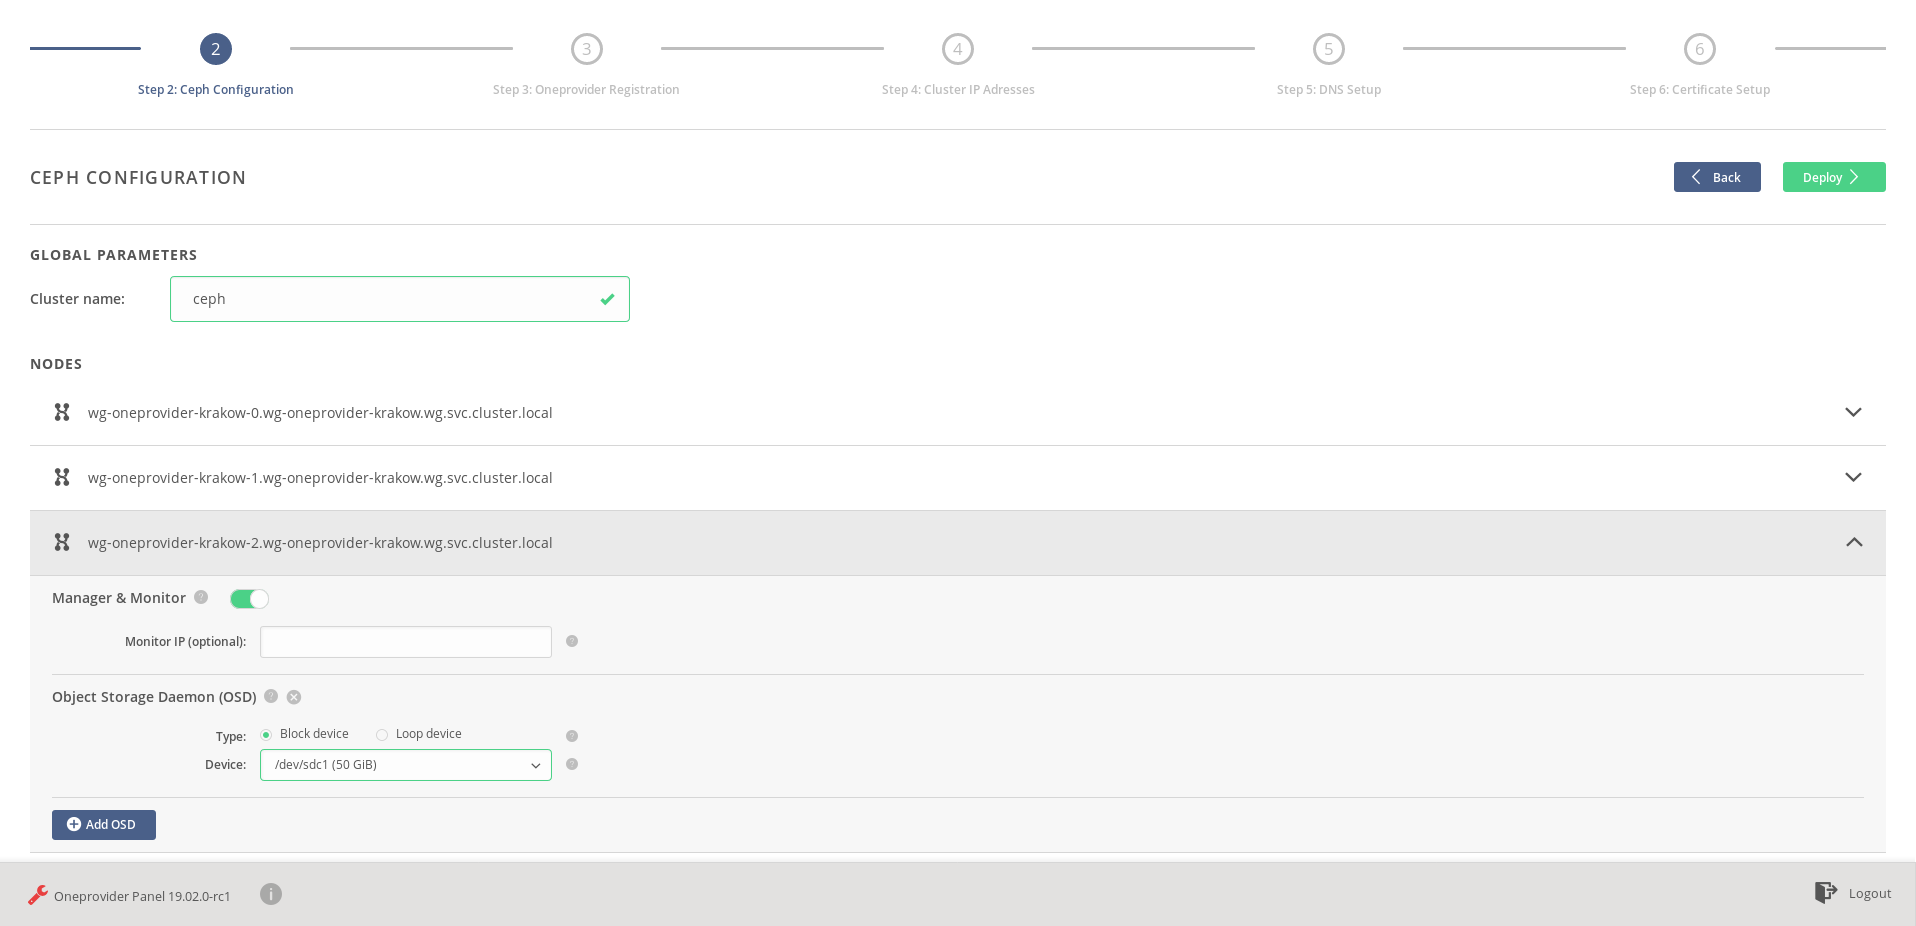 2
3
4
5
6
Step 2: Ceph Configuration
Step 3: Oneprovider Registration
Step 4: Cluster IP Adresses
Step 5: DNS Setup
Step 6: Certificate Setup
CEPH CONFIGURATION
Back
Deploy
GLOBAL PARAMETERS
Cluster name:
ceph
NODES
wg-oneprovider-krakow-0.wg-oneprovider-krakow.wg.svc.cluster.local
wg-oneprovider-krakow-1.wg-oneprovider-krakow.wg.svc.cluster.local
wg-oneprovider-krakow-2.wg-oneprovider-krakow.wg.svc.cluster.local
Manager & Monitor ?
Monitor IP (optional): ?
Object Storage Daemon (OSD) ?
Type: Block device Loop device ?
Device: /dev/sdc1 (50 GiB) ?
Add OSD
Oneprovider Panel 19.02.0-rc1 i
Logout